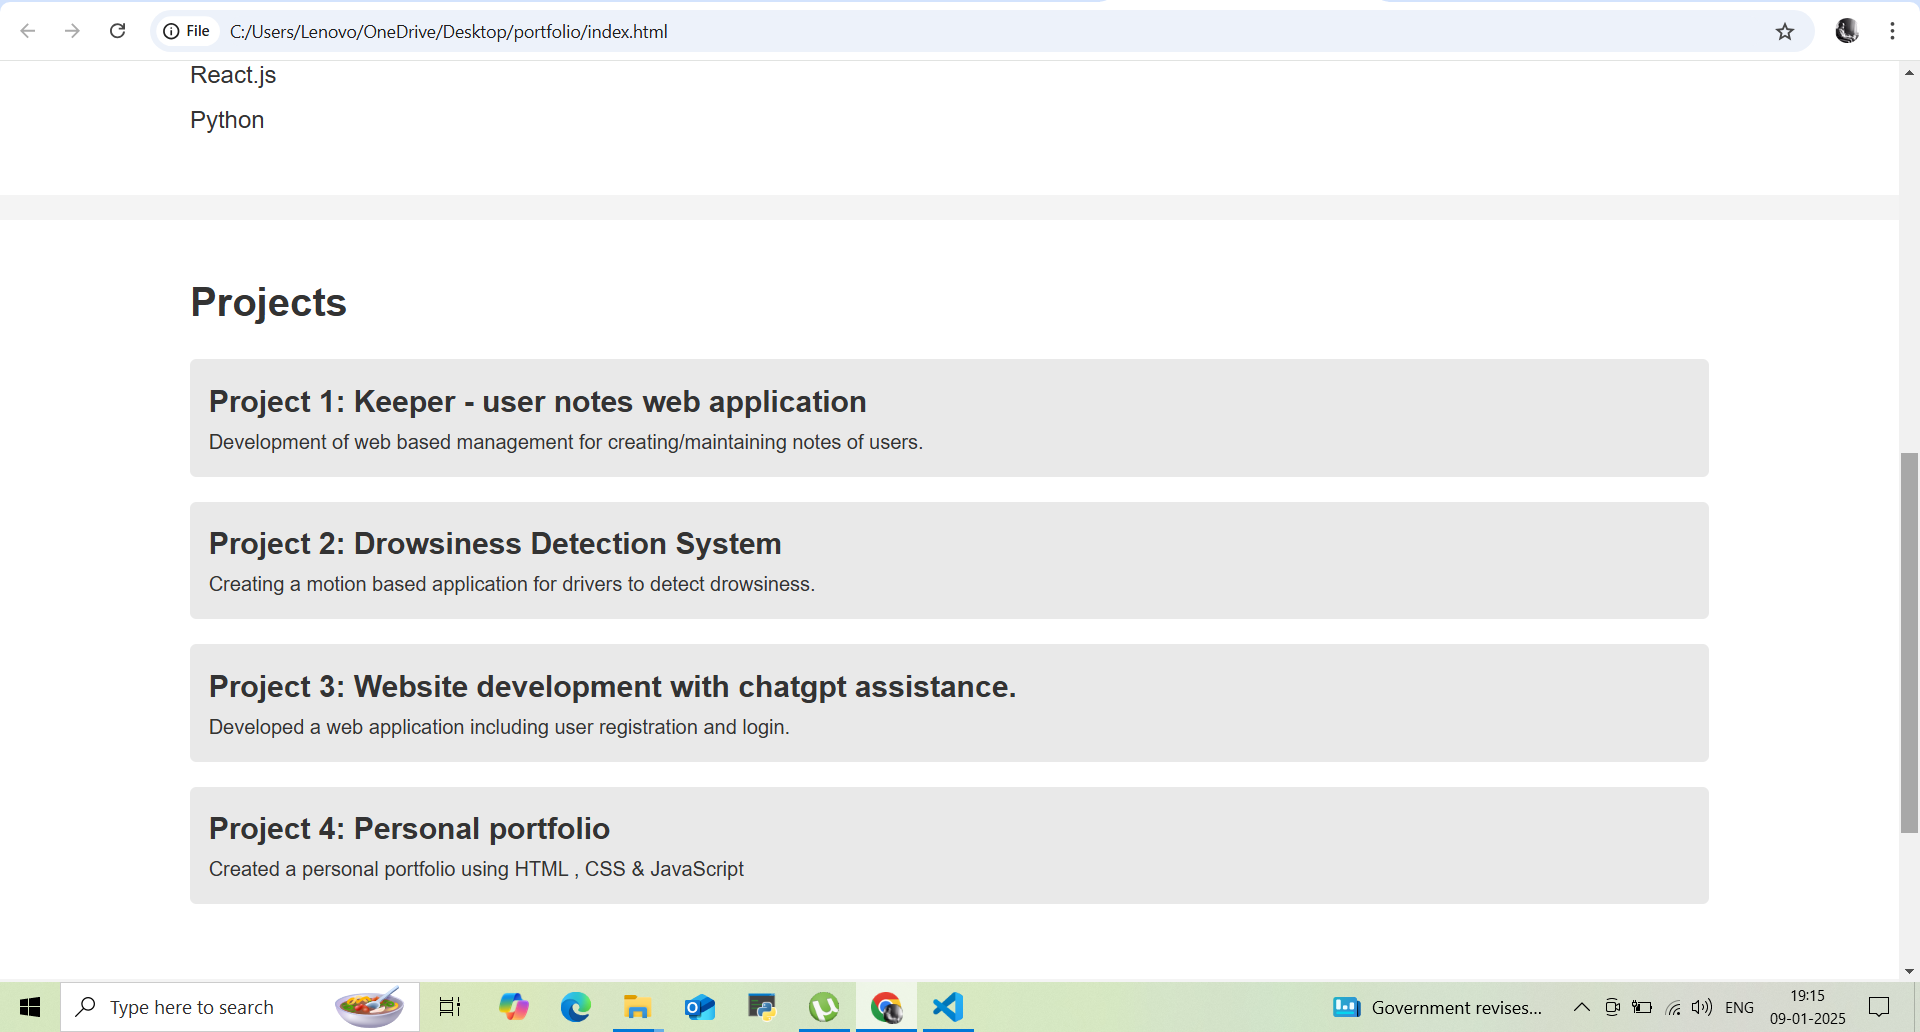 File C:/Users/Lenovo/OneDrive/Desktop/portfolio/index.html
React.js
Python
Projects
Project 1: Keeper - user notes web application
Development of web based management for creating/maintaining notes of users.
Project 2: Drowsiness Detection System
Creating a motion based application for drivers to detect drowsiness.
Project 3: Website development with chatgpt assistance.
Developed a web application including user registration and login.
Project 4: Personal portfolio
Created a personal portfolio using HTML , CSS & JavaScript
Type here to search
Government revises...
ENG
19:15
09-01-2025